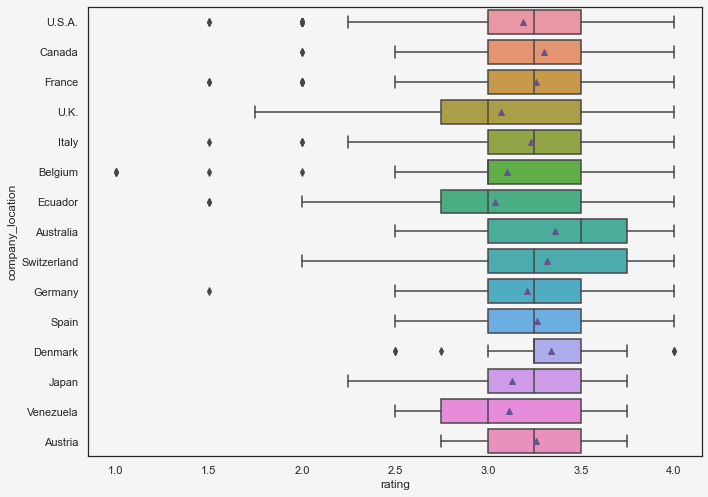 U.S.A.
Canada
France
U.K.
Italy
Belgium
Ecuador
Australia
Switzerland
Germany
Spain
Denmark
Japan
Venezuela
Austria
company_location
1.0 1.5 2.0 2.5 3.0 3.5 4.0
rating